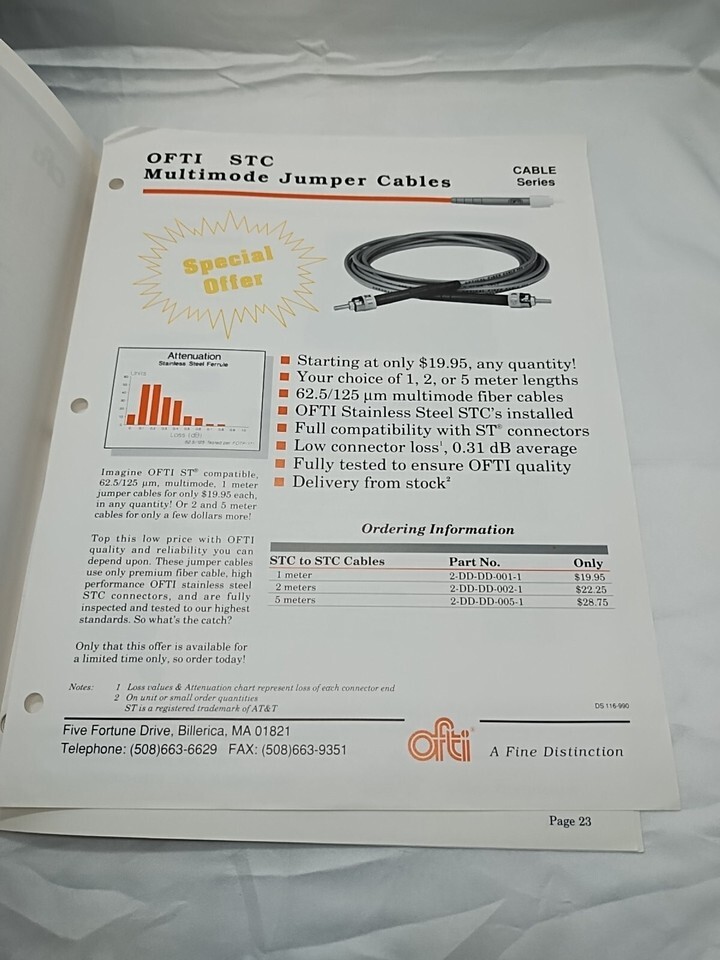 OFTI STC
Multimode Jumper Cables
CABLE
Series
Special
Offer
Attenuation
Stainless Steel Ferrule
Loss (dB)
Starting at only $19.95, any quantity!
Your choice of 1, 2, or 5 meter lengths
62.5/125 µm multimode fiber cables
OFTI Stainless Steel STC's installed
Full compatibility with ST® connectors
Low connector loss¹, 0.31 dB average
Fully tested to ensure OFTI quality
Delivery from stock²
Imagine OFTI ST® compatible,
62.5/125 µm, multimode, 1 meter
jumper cables for only $19.95 each,
in any quantity! Or 2 and 5 meter
cables for only a few dollars more!
Top this low price with OFTI
quality and reliability you can
depend upon. These jumper cables
use only premium fiber cable, high
performance OFTI stainless steel
STC connectors, and are fully
inspected and tested to our highest
standards. So what's the catch?
Only that this offer is available for
a limited time only, so order today!
Ordering Information
STC to STC Cables Part No. Only
1 meter 2-DD-DD-001-1 $19.95
2 meters 2-DD-DD-002-1 $22.25
5 meters 2-DD-DD-005-1 $28.75
Notes: 1 Loss values & Attenuation chart represent loss of each connector end
2 On unit or small order quantities
ST is a registered trademark of AT&T
DS 116-990
Five Fortune Drive, Billerica, MA 01821
Telephone: (508)663-6629 FAX: (508)663-9351
ofti
A Fine Distinction
Page 23